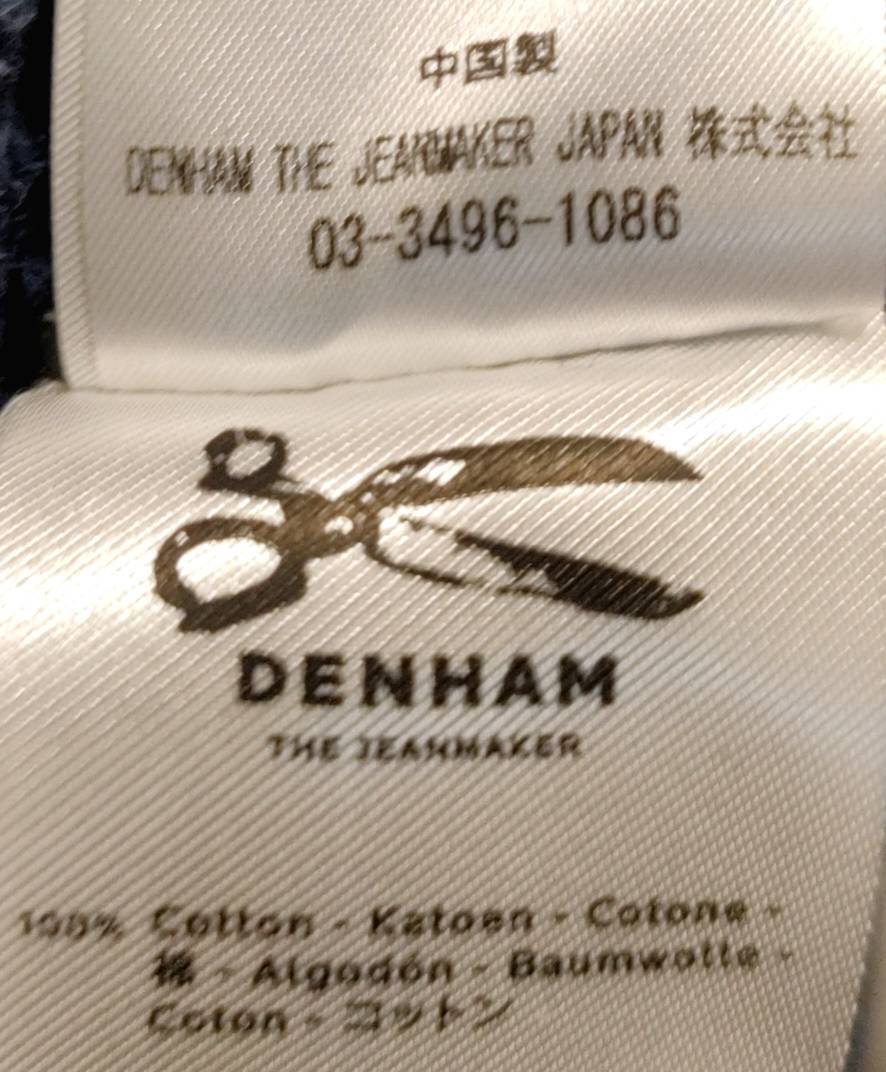 中国製
DENHAM THE JEANMAKER JAPAN 株式会社
03-3496-1086
DENHAM
THE JEANMAKER
100% Cotton - Katoen - Cotone -
棉 - Algodón - Baumwolle -
Coton - コットン